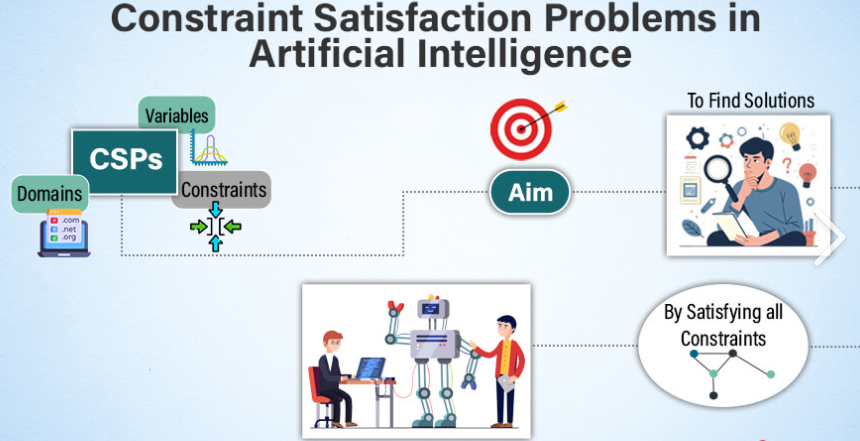 Constraint Satisfaction Problems in
Artificial Intelligence
Variables
CSPs
Domains
Constraints
.com
.net
.org
Aim
To Find Solutions
By Satisfying all
Constraints